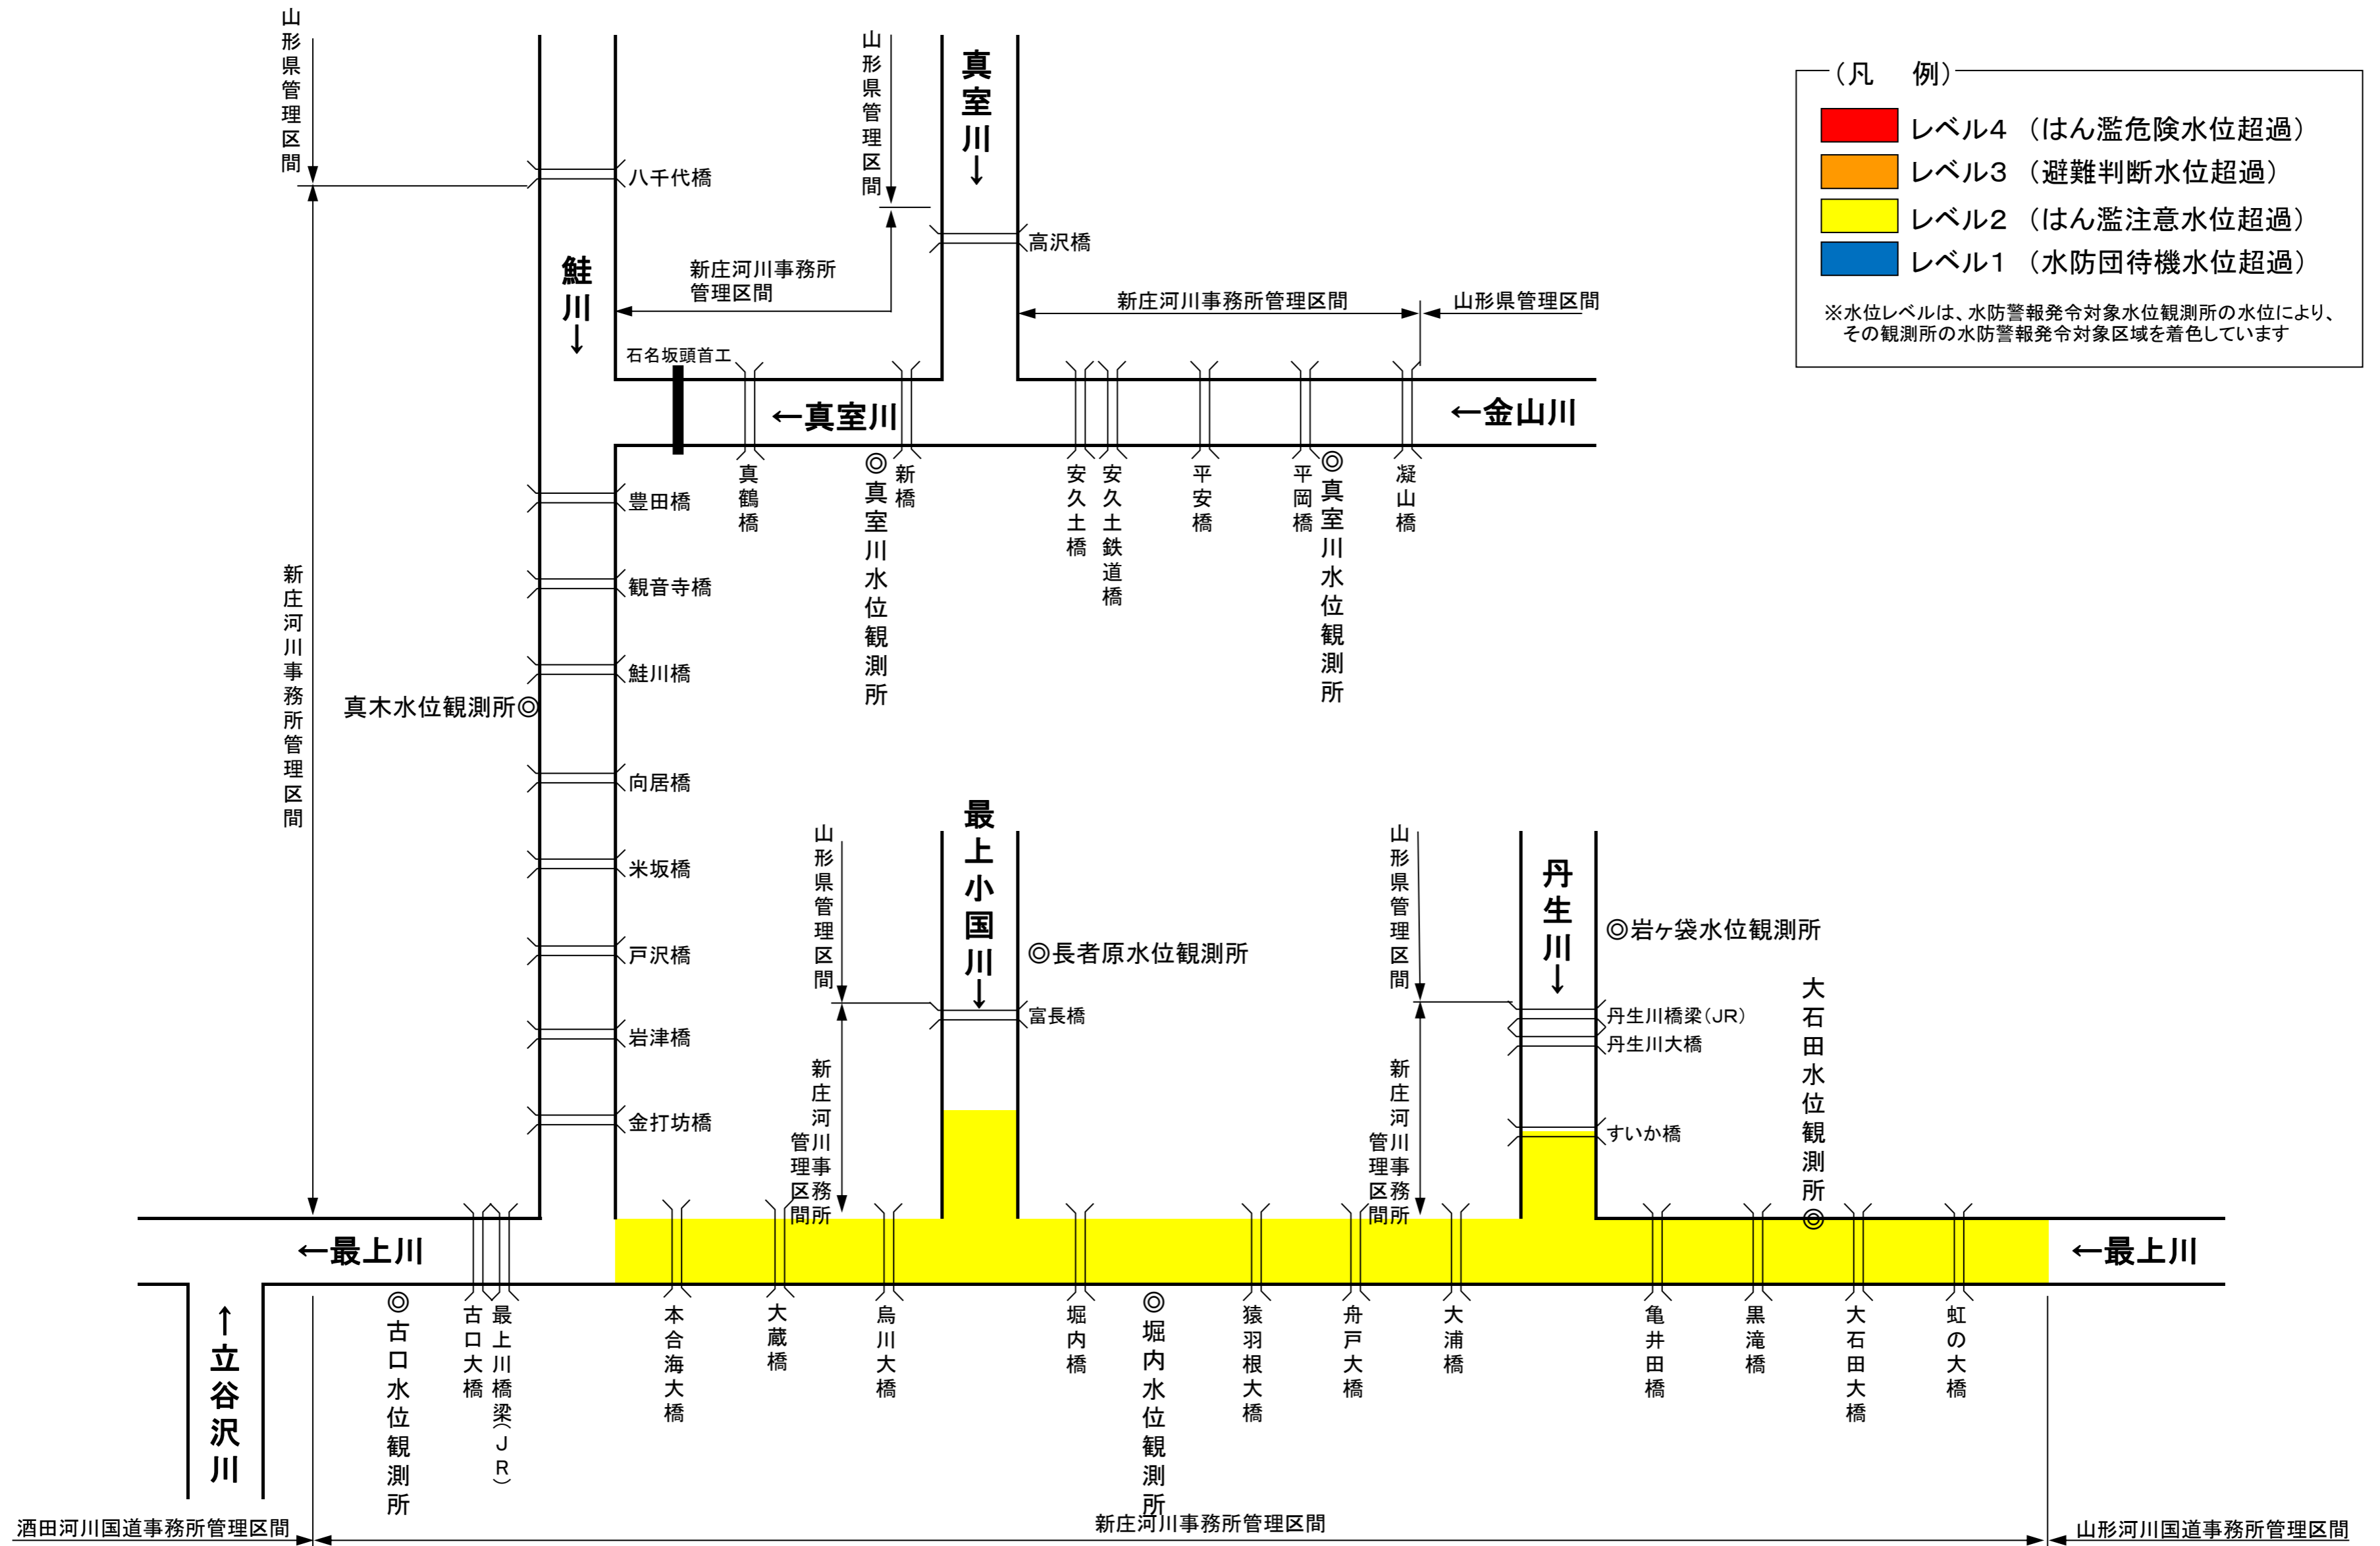 (凡　例)
レベル4 (はん濫危険水位超過)
レベル3 (避難判断水位超過)
レベル2 (はん濫注意水位超過)
レベル1 (水防団待機水位超過)
※水位レベルは、水防警報発令対象水位観測所の水位により、
その観測所の水防警報発令対象区域を着色しています
山形県管理区間
山形県管理区間
真室川↓
八千代橋
高沢橋
鮭川↓
新庄河川事務所
管理区間
新庄河川事務所管理区間
山形県管理区間
石名坂頭首工
←真室川
←金山川
真鶴橋
◎真室川水位観測所
新橋
安久土橋
安久土鉄道橋
平安橋
平岡橋
◎真室川水位観測所
凝山橋
豊田橋
観音寺橋
鮭川橋
新庄河川事務所管理区間
真木水位観測所◎
向居橋
米坂橋
戸沢橋
岩津橋
金打坊橋
山形県管理区間
最上小国川↓
◎長者原水位観測所
富長橋
新庄河川事務所
管理区間
山形県管理区間
丹生川↓
◎岩ヶ袋水位観測所
丹生川橋梁(JR)
丹生川大橋
すいか橋
新庄河川事務所
管理区間
大石田水位観測所◎
←最上川
←最上川
↑立谷沢川
◎古口水位観測所
古口大橋
最上川橋梁(JR)
本合海大橋
大蔵橋
烏川大橋
堀内橋
◎堀内水位観測所
猿羽根大橋
舟戸大橋
大浦橋
亀井田橋
黒滝橋
大石田大橋
虹の大橋
酒田河川国道事務所管理区間
新庄河川事務所管理区間
山形河川国道事務所管理区間